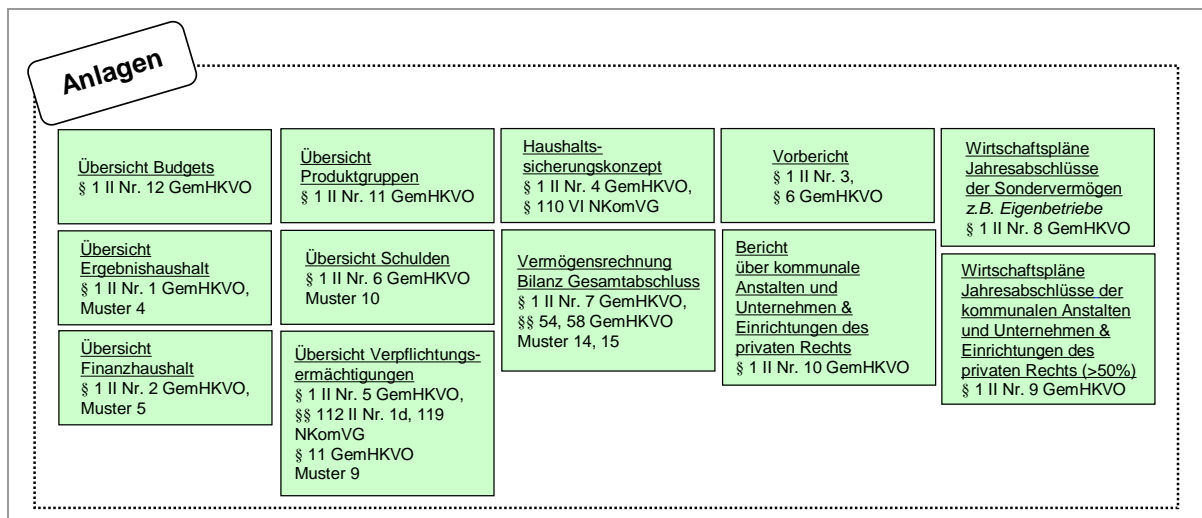 Anlagen
Übersicht Budgets
§ 1 II Nr. 12 GemHKVO
Übersicht
Ergebnishaushalt
§ 1 II Nr. 1 GemHKVO,
Muster 4
Übersicht
Finanzhaushalt
§ 1 II Nr. 2 GemHKVO,
Muster 5
Übersicht
Produktgruppen
§ 1 II Nr. 11 GemHKVO
Übersicht Schulden
§ 1 II Nr. 6 GemHKVO
Muster 10
Übersicht Verpflichtungs-
ermächtigungen
§ 1 II Nr. 5 GemHKVO,
§§ 112 II Nr. 1d, 119
NKomVG
§ 11 GemHKVO
Muster 9
Haushalts-
sicherungskonzept
§ 1 II Nr. 4 GemHKVO,
§ 110 VI NKomVG
Vermögensrechnung
Bilanz Gesamtabschluss
§ 1 II Nr. 7 GemHKVO,
§§ 54, 58 GemHKVO
Muster 14, 15
Vorbericht
§ 1 II Nr. 3,
§ 6 GemHKVO
Bericht
über kommunale
Anstalten und
Unternehmen &
Einrichtungen des
privaten Rechts
§ 1 II Nr. 10 GemHKVO
Wirtschaftspläne
Jahresabschlüsse
der Sondervermögen
z.B. Eigenbetriebe
§ 1 II Nr. 8 GemHKVO
Wirtschaftspläne
Jahresabschlüsse der
kommunalen Anstalten
und Unternehmen &
Einrichtungen des
privaten Rechts (>50%)
§ 1 II Nr. 9 GemHKVO